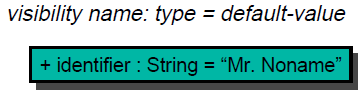 visibility name: type = default-value
+ identifier : String = “Mr. Noname”